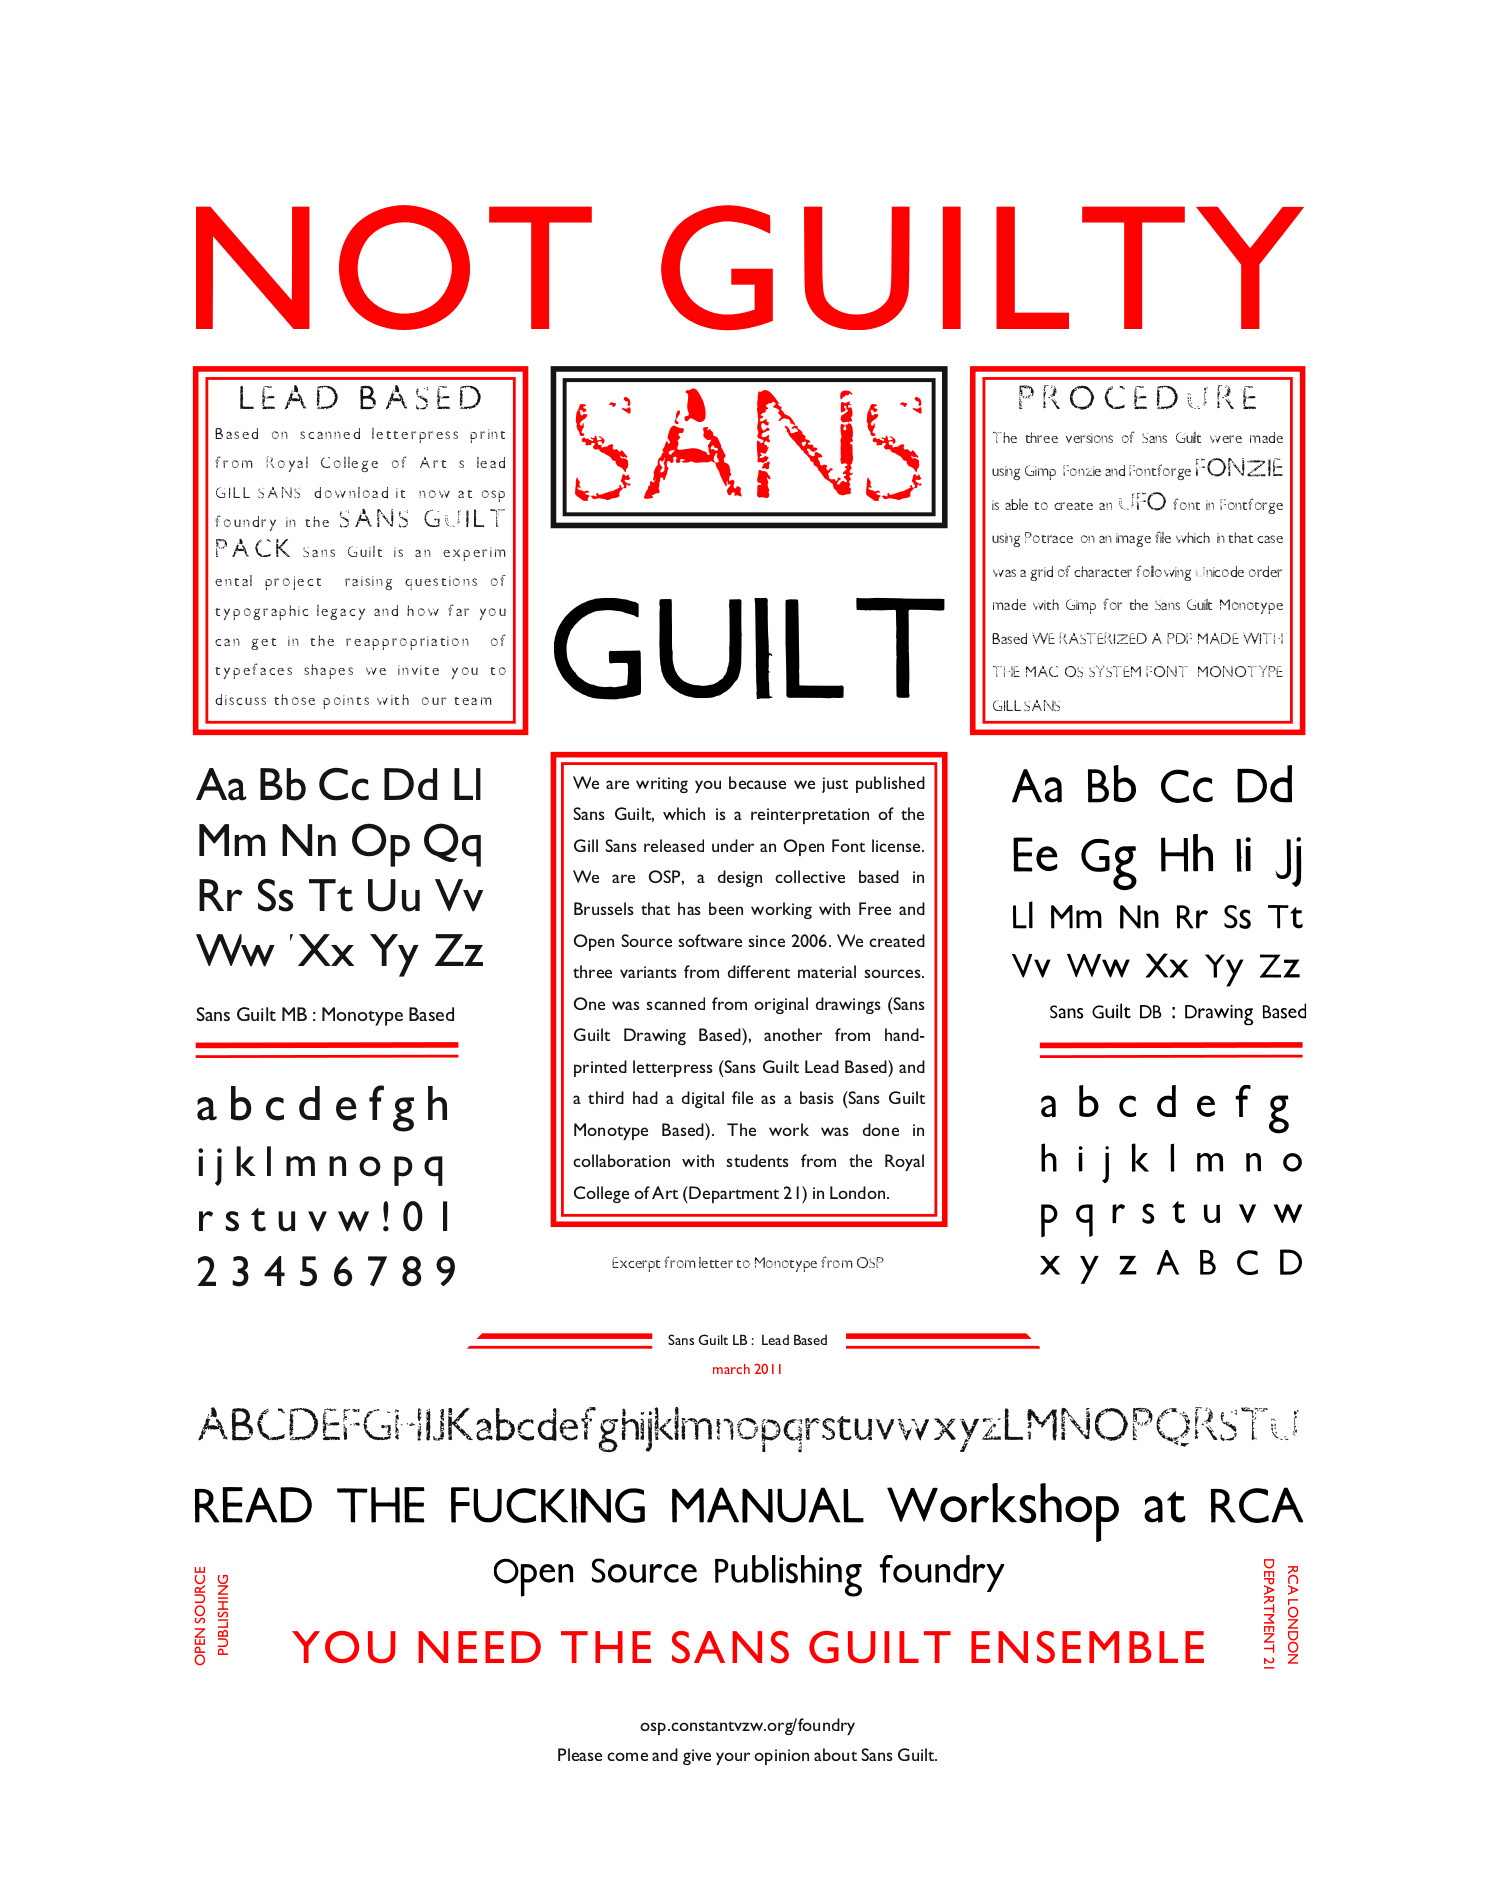 NOT GUILTY
LEAD BASED
Based on scanned letterpress print
from Royal College of Art s lead
GILL SANS download it now at osp
foundry in the SANS GUILT
PACK Sans Guilt is an experim
ental project raising questions of
typographic legacy and how far you
can get in the reappropriation of
typefaces shapes we invite you to
discuss those points with our team
SANS
GUILT
PROCEDURE
The three versions of Sans Guilt were made
using Gimp Fonzie and Fontforge FONZIE
is able to create an UFO font in Fontforge
using Potrace on an image file which in that case
was a grid of character following Unicode order
made with Gimp for the Sans Guilt Monotype
Based WE RASTERIZED A PDF MADE WITH
THE MAC OS SYSTEM FONT MONOTYPE
GILL SANS
Aa Bb Cc Dd Ll
Mm Nn Op Qq
Rr Ss Tt Uu Vv
Ww 'Xx Yy Zz
Sans Guilt MB : Monotype Based
a b c d e f g h
i j k l m n o p q
r s t u v w ! 0 1
2 3 4 5 6 7 8 9
We are writing you because we just published
Sans Guilt, which is a reinterpretation of the
Gill Sans released under an Open Font license.
We are OSP, a design collective based in
Brussels that has been working with Free and
Open Source software since 2006. We created
three variants from different material sources.
One was scanned from original drawings (Sans
Guilt Drawing Based), another from hand-
printed letterpress (Sans Guilt Lead Based) and
a third had a digital file as a basis (Sans Guilt
Monotype Based). The work was done in
collaboration with students from the Royal
College of Art (Department 21) in London.
Excerpt from letter to Monotype from OSP
Aa Bb Cc Dd
Ee Gg Hh Ii Jj
Ll Mm Nn Rr Ss Tt
Vv Ww Xx Yy Zz
Sans Guilt DB : Drawing Based
a b c d e f g
h i j k l m n o
p q r s t u v w
x y z A B C D
Sans Guilt LB : Lead Based
march 2011
ABCDEFGHIJKabcdefghijklmnopqrstuvwxyzLMNOPQRSTU
READ THE FUCKING MANUAL Workshop at RCA
Open Source Publishing foundry
OPEN SOURCE
PUBLISHING
RCA LONDON
DEPARTMENT 21
YOU NEED THE SANS GUILT ENSEMBLE
osp.constantvzw.org/foundry
Please come and give your opinion about Sans Guilt.